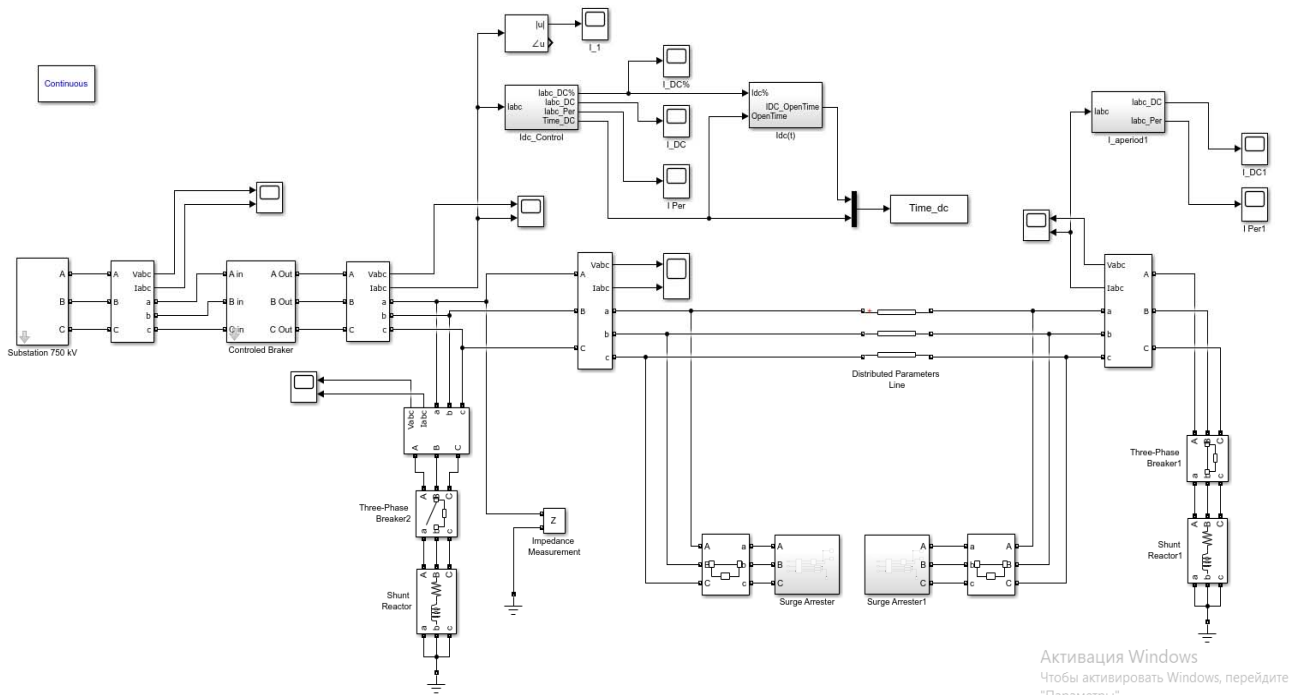 Continuous
|u|
∠u
I_1
Iabc
Iabc_DC%
Iabc_DC
Iabc_Per
Time_DC
Idc_Control
I_DC%
I_DC
I Per
Idc%
IDC_OpenTime
OpenTime
Idc(t)
Time_dc
Iabc
Iabc_DC
Iabc_Per
I_aperiod1
I_DC1
I Per1
A
B
C
Substation 750 kV
A
B
C
Vabc
Iabc
a
b
c
A in
B in
C in
A Out
B Out
C Out
Controled Braker
A
B
C
Vabc
Iabc
a
b
c
A
B
C
Vabc
Iabc
a
b
c
Distributed Parameters
Line
Vabc
Iabc
a
b
c
A
B
C
Vabc
Iabc
a
b
c
A
B
C
Three-Phase
Breaker2
A
B
C
a
b
c
Shunt
Reactor
A
B
C
a
b
c
Z
Impedance
Measurement
A
B
C
a
b
c
A
B
C
Surge Arrester
A
B
C
Surge Arrester1
a
b
c
A
B
C
Three-Phase
Breaker1
A
B
C
a
b
c
Shunt
Reactor1
A
B
C
a
b
c
Активация Windows
Чтобы активировать Windows, перейдите
"Параметры"